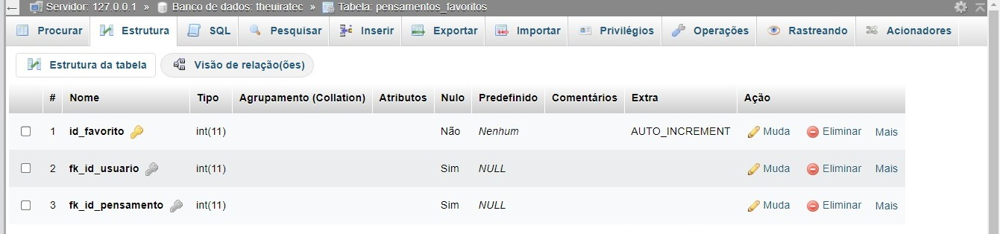 Servidor: 127.0.0.1 » Banco de dados: theuiratec » Tabela: pensamentos_favoritos
Procurar Estrutura SQL Pesquisar Inserir Exportar Importar Privilégios Operações Rastreando Acionadores
Estrutura da tabela Visão de relação(ões)
# Nome Tipo Agrupamento (Collation) Atributos Nulo Predefinido Comentários Extra Ação
1 id_favorito int(11) Não Nenhum AUTO_INCREMENT Muda Eliminar Mais
2 fk_id_usuario int(11) Sim NULL Muda Eliminar Mais
3 fk_id_pensamento int(11) Sim NULL Muda Eliminar Mais